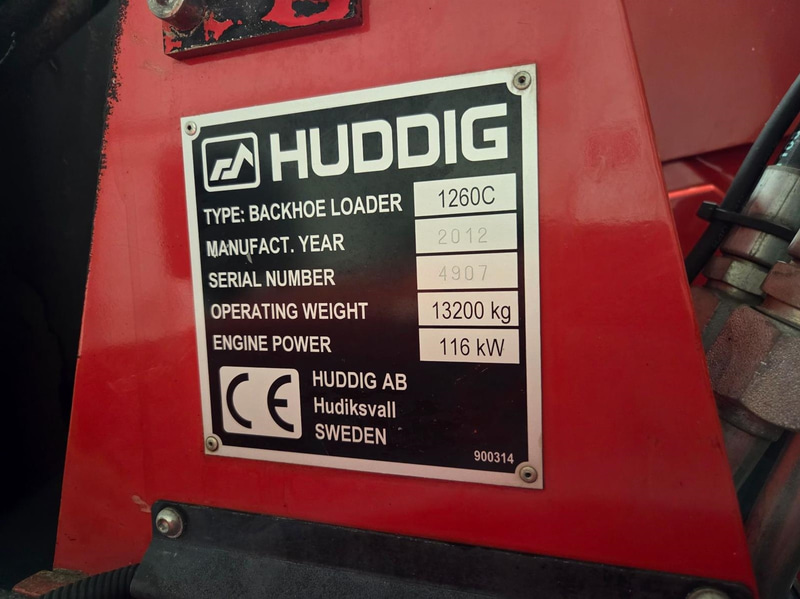 HUDDIG
TYPE: BACKHOE LOADER 1260C
MANUFACT. YEAR 2012
SERIAL NUMBER 4907
OPERATING WEIGHT 13200 kg
ENGINE POWER 116 kW
CE
HUDDIG AB
Hudiksvall
SWEDEN
900314